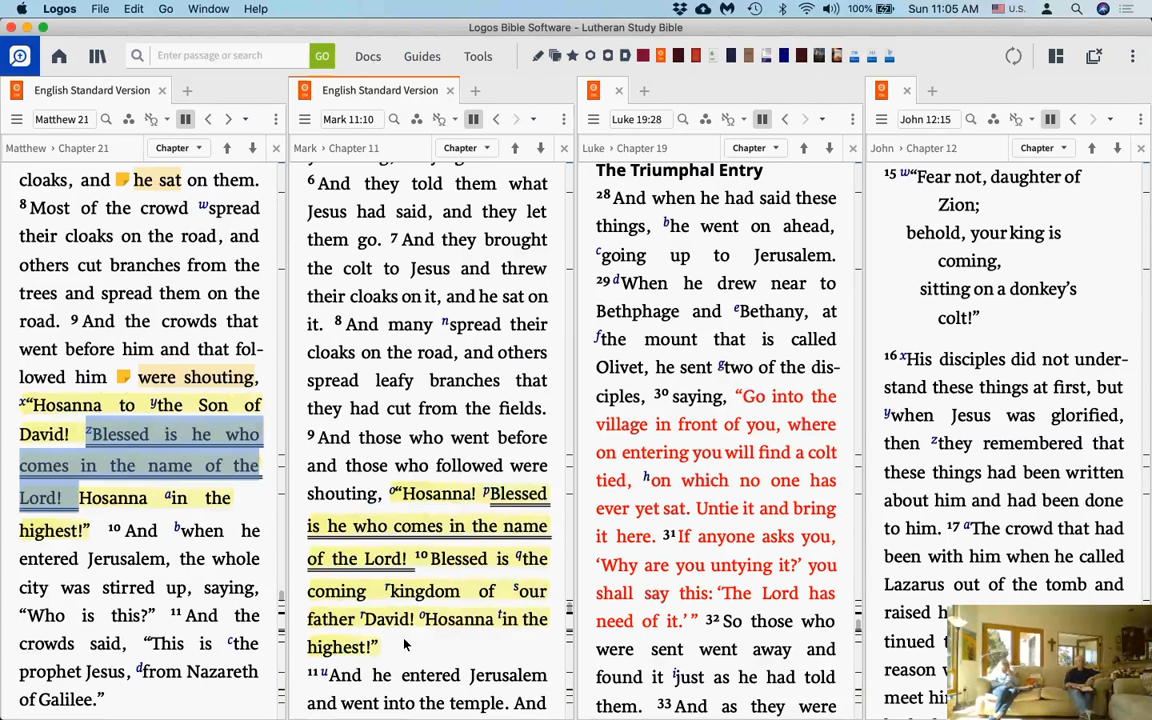 Logos File Edit Go Window Help 100% Sun 11:05 AM U.S.
Logos Bible Software - Lutheran Study Bible
Enter passage or search GO Docs Guides Tools
English Standard Version
Matthew 21
Matthew > Chapter 21 Chapter
cloaks, and he sat on them.
8 Most of the crowd w spread
their cloaks on the road, and
others cut branches from the
trees and spread them on the
road. 9 And the crowds that
went before him and that fol-
lowed him were shouting,
x “Hosanna to y the Son of
David! z Blessed is he who
comes in the name of the
Lord! Hosanna a in the
highest!” 10 And b when he
entered Jerusalem, the whole
city was stirred up, saying,
“Who is this?” 11 And the
crowds said, “This is c the
prophet Jesus, d from Nazareth
of Galilee.”
English Standard Version
Mark 11:10
Mark > Chapter 11 Chapter
6 And they told them what
Jesus had said, and they let
them go. 7 And they brought
the colt to Jesus and threw
their cloaks on it, and he sat on
it. 8 And many n spread their
cloaks on the road, and others
spread leafy branches that
they had cut from the fields.
9 And those who went before
and those who followed were
shouting, o “Hosanna! p Blessed
is he who comes in the name
of the Lord! 10 Blessed is q the
coming r kingdom of s our
father r David! o Hosanna t in the
highest!”
11 u And he entered Jerusalem
and went into the temple. And
Luke 19:28
Luke > Chapter 19 Chapter
The Triumphal Entry
28 And when he had said these
things, b he went on ahead,
c going up to Jerusalem.
29 d When he drew near to
Bethphage and e Bethany, at
f the mount that is called
Olivet, he sent g two of the dis-
ciples, 30 saying, “Go into the
village in front of you, where
on entering you will find a colt
tied, h on which no one has
ever yet sat. Untie it and bring
it here. 31 If anyone asks you,
‘Why are you untying it?’ you
shall say this: ‘The Lord has
need of it.’” 32 So those who
were sent went away and
found it i just as he had told
them. 33 And as they were
John 12:15
John > Chapter 12 Chapter
15 w “Fear not, daughter of
Zion;
behold, your king is
coming,
sitting on a donkey’s
colt!”
16 x His disciples did not under-
stand these things at first, but
y when Jesus was glorified,
then z they remembered that
these things had been written
about him and had been done
to him. 17 a The crowd that had
been with him when he called
Lazarus out of the tomb and
raised
tinued
reason
meet